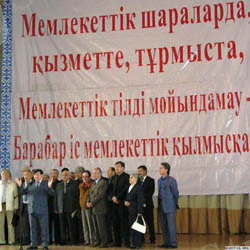 Мемлекеттік шараларда,
қызметте, тұрмыста,
Мемлекеттік тілді мойындамау -
Барабар іс мемлекеттік қылмысқа